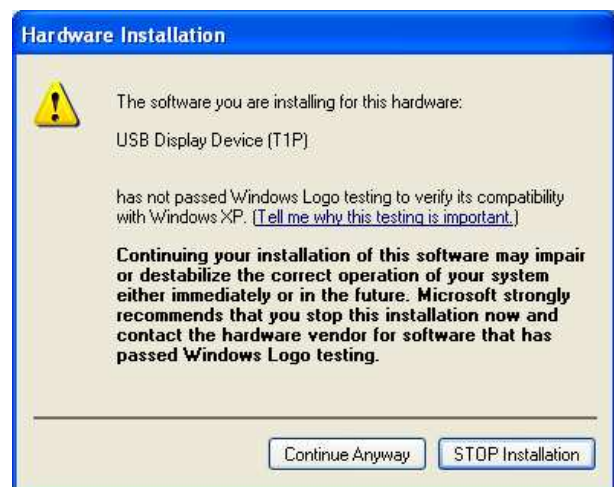 Hardware Installation
The software you are installing for this hardware:
USB Display Device (T1P)
has not passed Windows Logo testing to verify its compatibility
with Windows XP. (Tell me why this testing is important.)
Continuing your installation of this software may impair
or destabilize the correct operation of your system
either immediately or in the future. Microsoft strongly
recommends that you stop this installation now and
contact the hardware vendor for software that has
passed Windows Logo testing.
Continue Anyway
STOP Installation